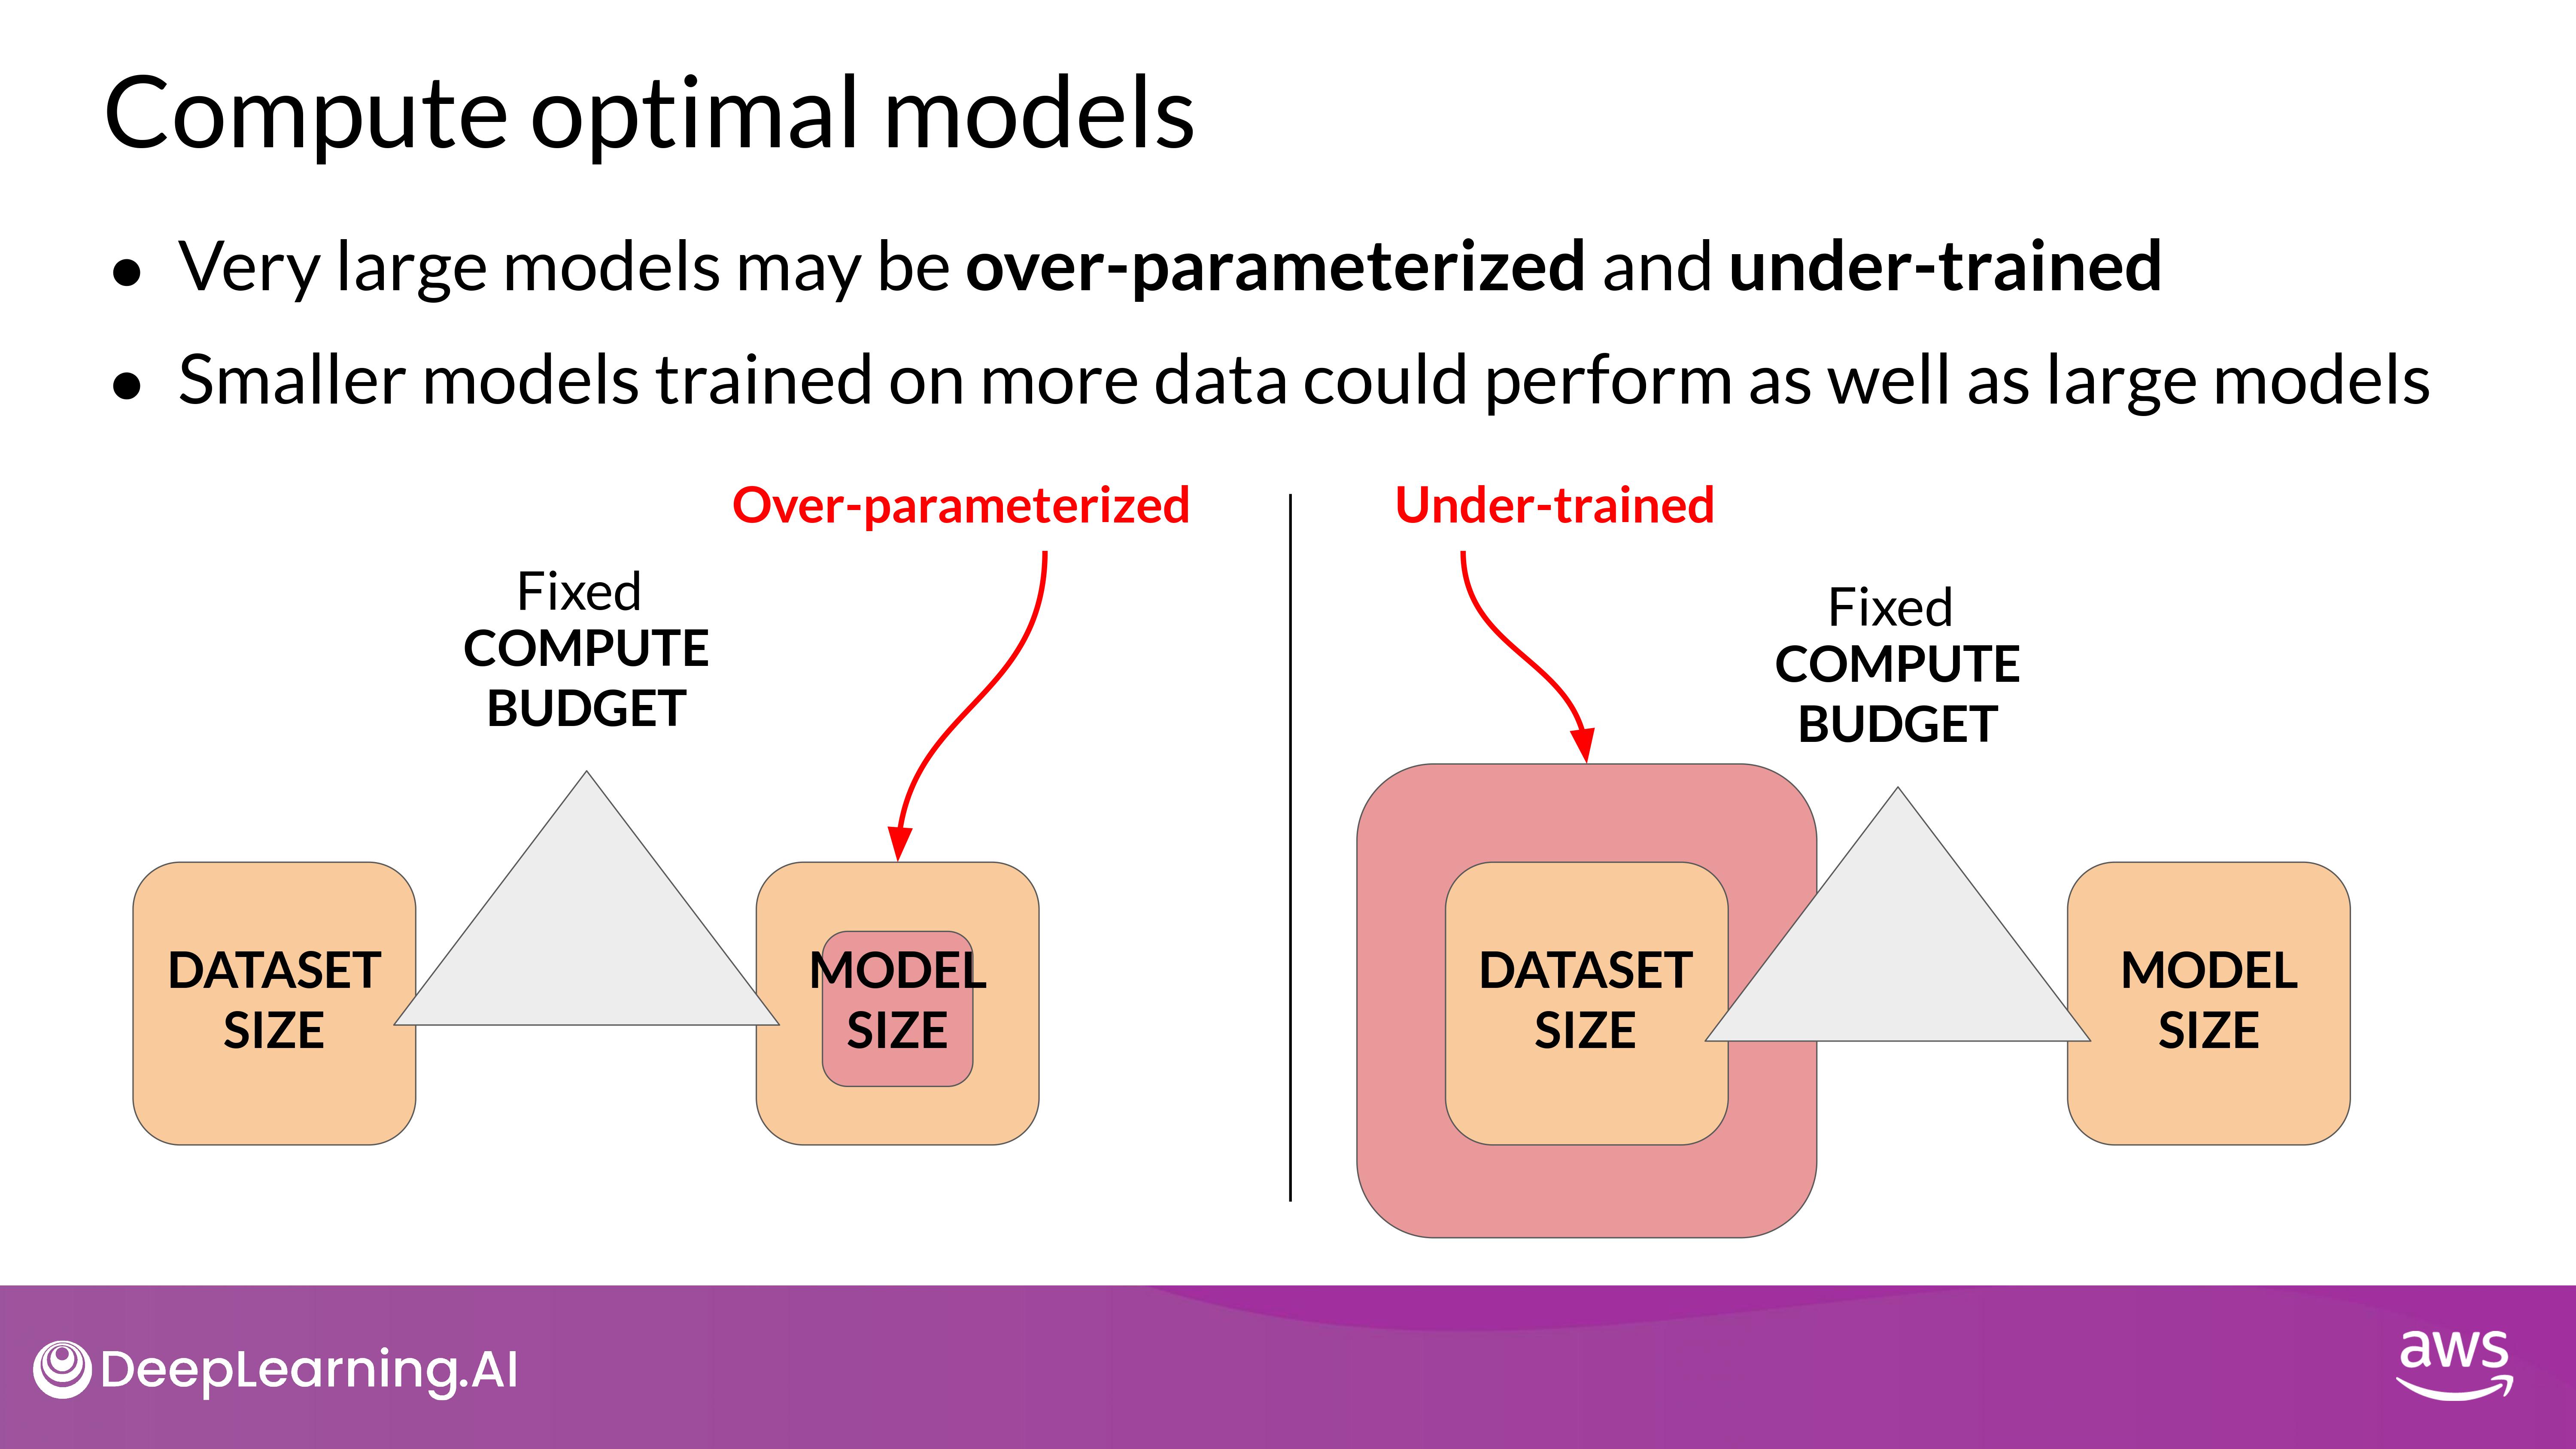 Compute optimal models
● Very large models may be over-parameterized and under-trained
● Smaller models trained on more data could perform as well as large models
Over-parameterized
Fixed
COMPUTE
BUDGET
DATASET
SIZE
MODEL
SIZE
Under-trained
Fixed
COMPUTE
BUDGET
DATASET
SIZE
MODEL
SIZE
DeepLearning.AI
aws